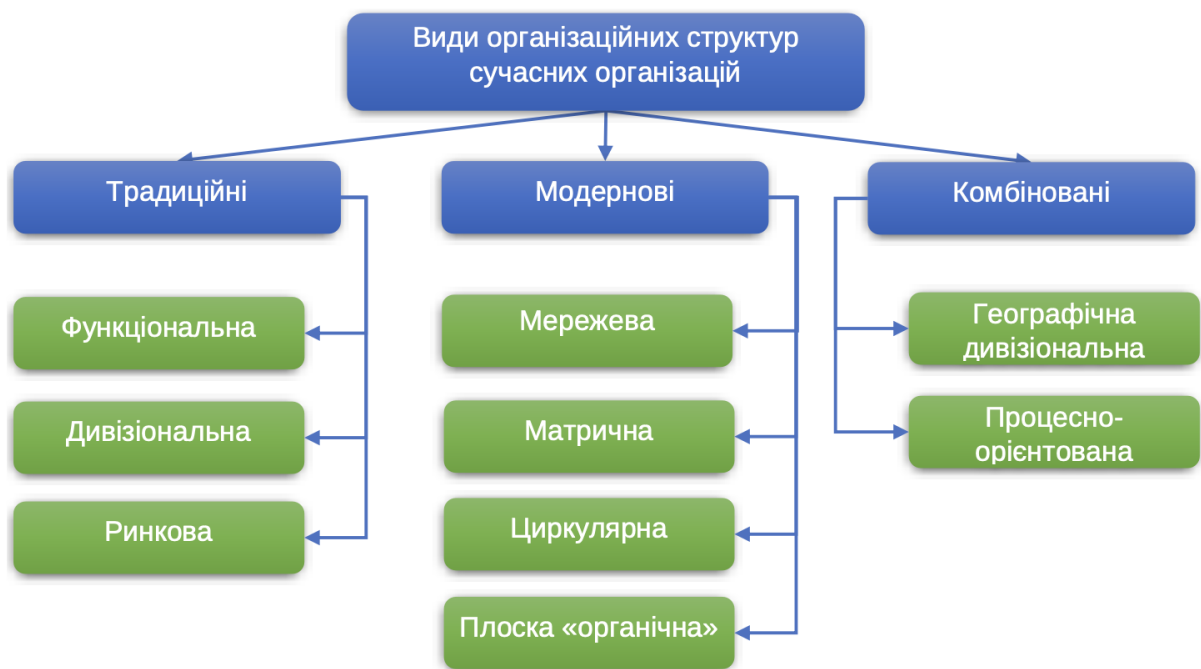 Види організаційних структур
сучасних організацій
Традиційні
Функціональна
Дивізіональна
Ринкова
Модернові
Мережева
Матрична
Циркулярна
Плоска «органічна»
Комбіновані
Географічна
дивізіональна
Процесно-
орієнтована